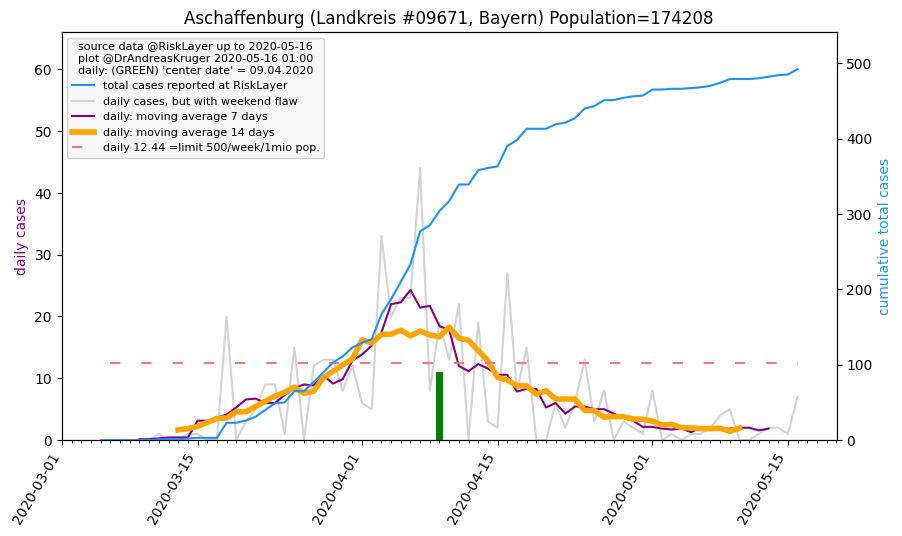 Aschaffenburg (Landkreis #09671, Bayern) Population=174208
source data @RiskLayer up to 2020-05-16
plot @DrAndreasKruger 2020-05-16 01:00
daily: (GREEN) 'center date' = 09.04.2020
total cases reported at RiskLayer
daily cases, but with weekend flaw
daily: moving average 7 days
daily: moving average 14 days
daily 12.44 =limit 500/week/1mio pop.
daily cases
60
50
40
30
20
10
0
cumulative total cases
500
400
300
200
100
0
2020-03-01
2020-03-15
2020-04-01
2020-04-15
2020-05-01
2020-05-15